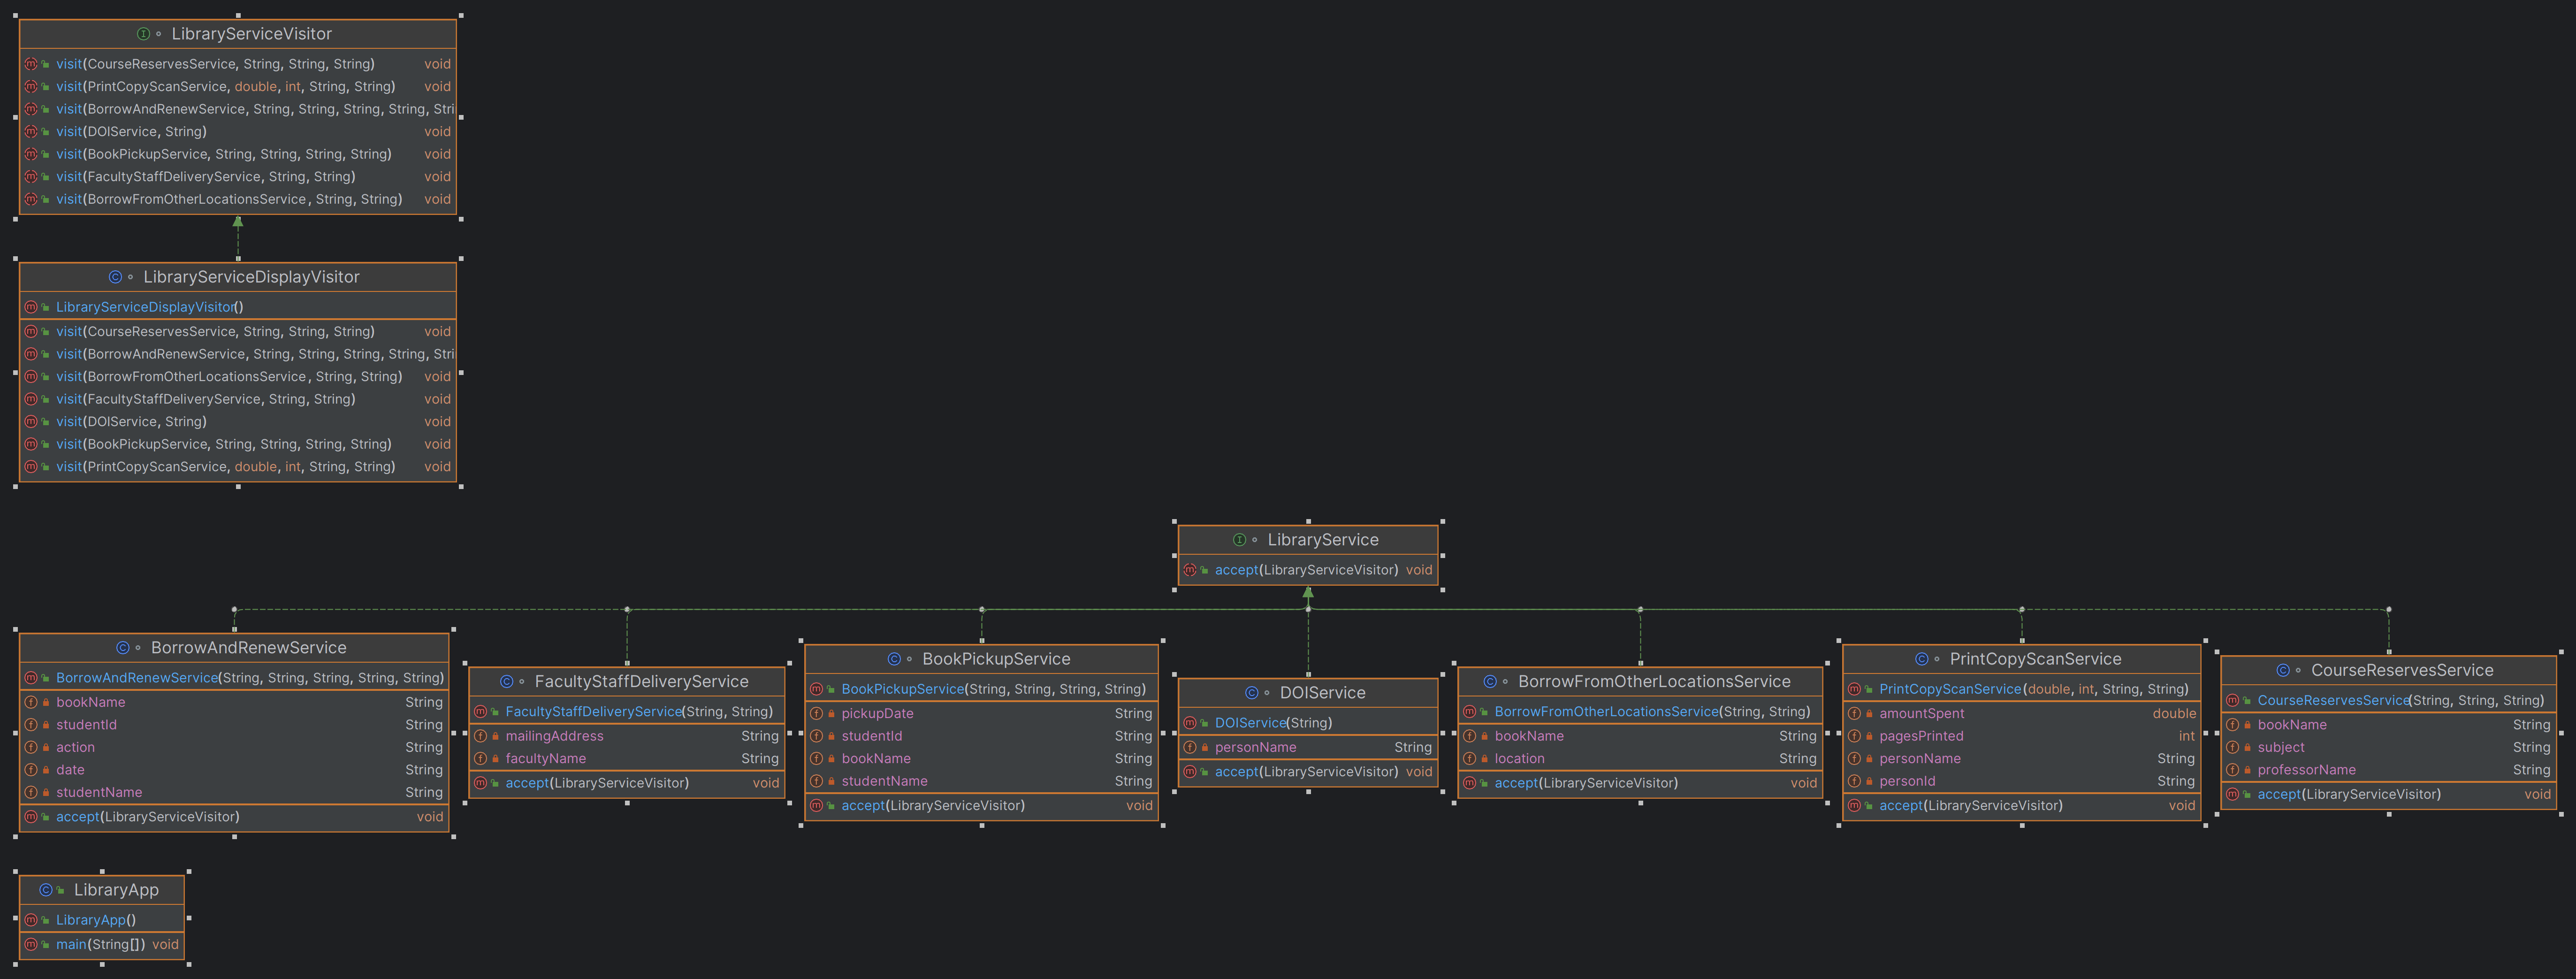 LibraryServiceVisitor
visit(CourseReservesService, String, String, String) void
visit(PrintCopyScanService, double, int, String, String) void
visit(BorrowAndRenewService, String, String, String, String, Stri
visit(DOIService, String) void
visit(BookPickupService, String, String, String, String) void
visit(FacultyStaffDeliveryService, String, String) void
visit(BorrowFromOtherLocationsService, String, String) void
LibraryServiceDisplayVisitor
LibraryServiceDisplayVisitor()
visit(CourseReservesService, String, String, String) void
visit(BorrowAndRenewService, String, String, String, String, Stri
visit(BorrowFromOtherLocationsService, String, String) void
visit(FacultyStaffDeliveryService, String, String) void
visit(DOIService, String) void
visit(BookPickupService, String, String, String, String) void
visit(PrintCopyScanService, double, int, String, String) void
LibraryService
accept(LibraryServiceVisitor) void
BorrowAndRenewService
BorrowAndRenewService(String, String, String, String, String)
bookName String
studentId String
action String
date String
studentName String
accept(LibraryServiceVisitor) void
FacultyStaffDeliveryService
FacultyStaffDeliveryService(String, String)
mailingAddress String
facultyName String
accept(LibraryServiceVisitor) void
BookPickupService
BookPickupService(String, String, String, String)
pickupDate String
studentId String
bookName String
studentName String
accept(LibraryServiceVisitor) void
DOIService
DOIService(String)
personName String
accept(LibraryServiceVisitor) void
BorrowFromOtherLocationsService
BorrowFromOtherLocationsService(String, String)
bookName String
location String
accept(LibraryServiceVisitor) void
PrintCopyScanService
PrintCopyScanService(double, int, String, String)
amountSpent double
pagesPrinted int
personName String
personId String
accept(LibraryServiceVisitor) void
CourseReservesService
CourseReservesService(String, String, String)
bookName String
subject String
professorName String
accept(LibraryServiceVisitor) void
LibraryApp
LibraryApp()
main(String[]) void